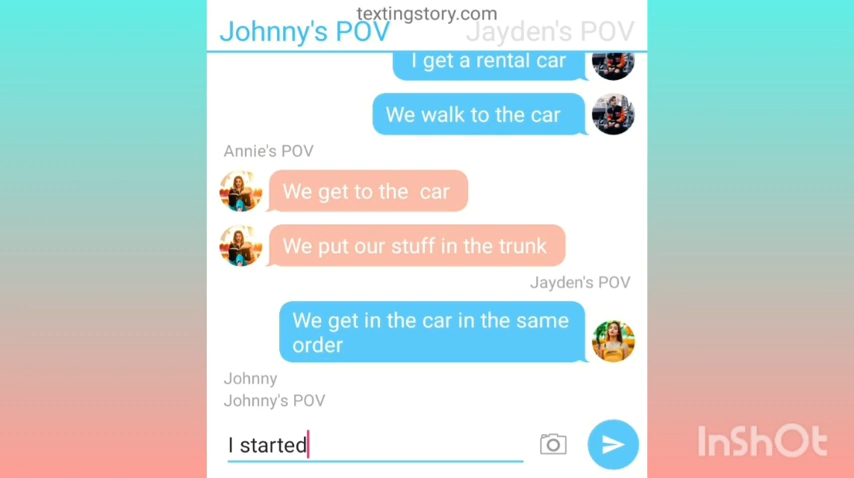 textingstory.com
Johnny's POV
Jayden's POV
I get a rental car
We walk to the car
Annie's POV
We get to the  car
We put our stuff in the trunk
Jayden's POV
We get in the car in the same
order
Johnny
Johnny's POV
I started
InShOt